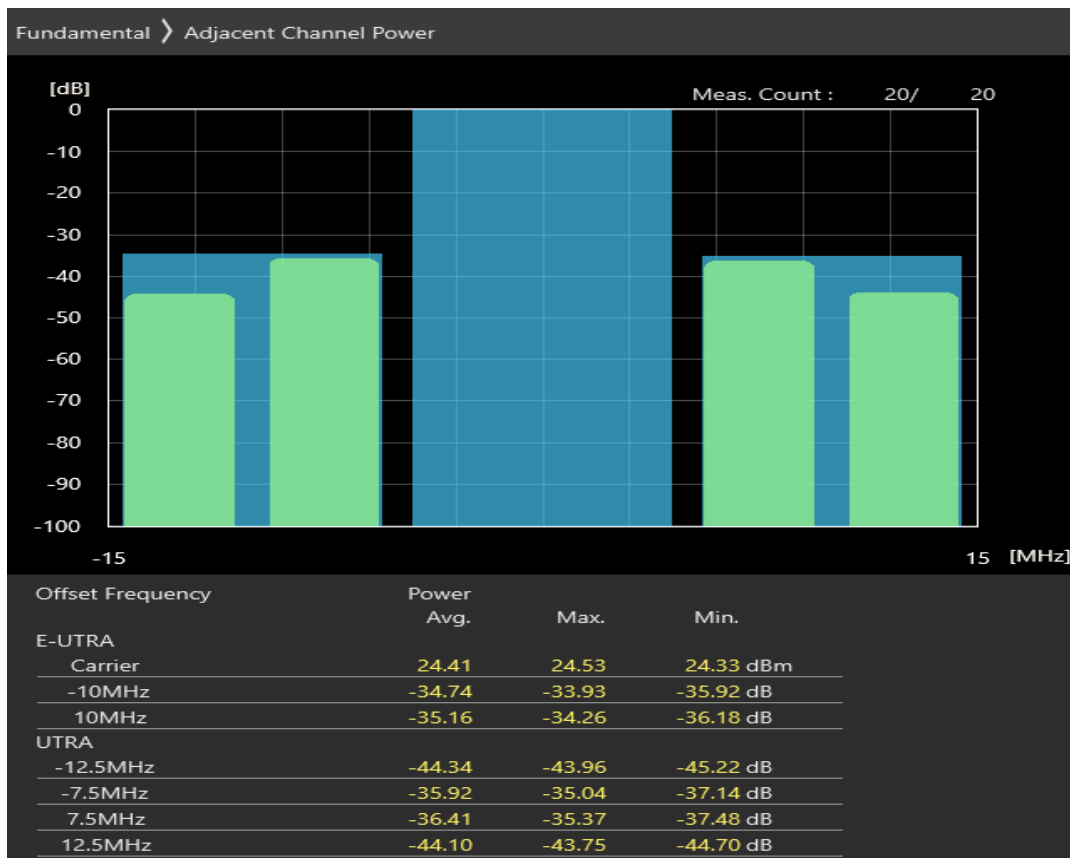 Fundamental 〉 Adjacent Channel Power
[dB]
Meas. Count : 20/ 20
0
-10
-20
-30
-40
-50
-60
-70
-80
-90
-100
-15 15 [MHz]
Offset Frequency Power
Avg. Max. Min.
E-UTRA
Carrier 24.41 24.53 24.33 dBm
-10MHz -34.74 -33.93 -35.92 dB
10MHz -35.16 -34.26 -36.18 dB
UTRA
-12.5MHz -44.34 -43.96 -45.22 dB
-7.5MHz -35.92 -35.04 -37.14 dB
7.5MHz -36.41 -35.37 -37.48 dB
12.5MHz -44.10 -43.75 -44.70 dB